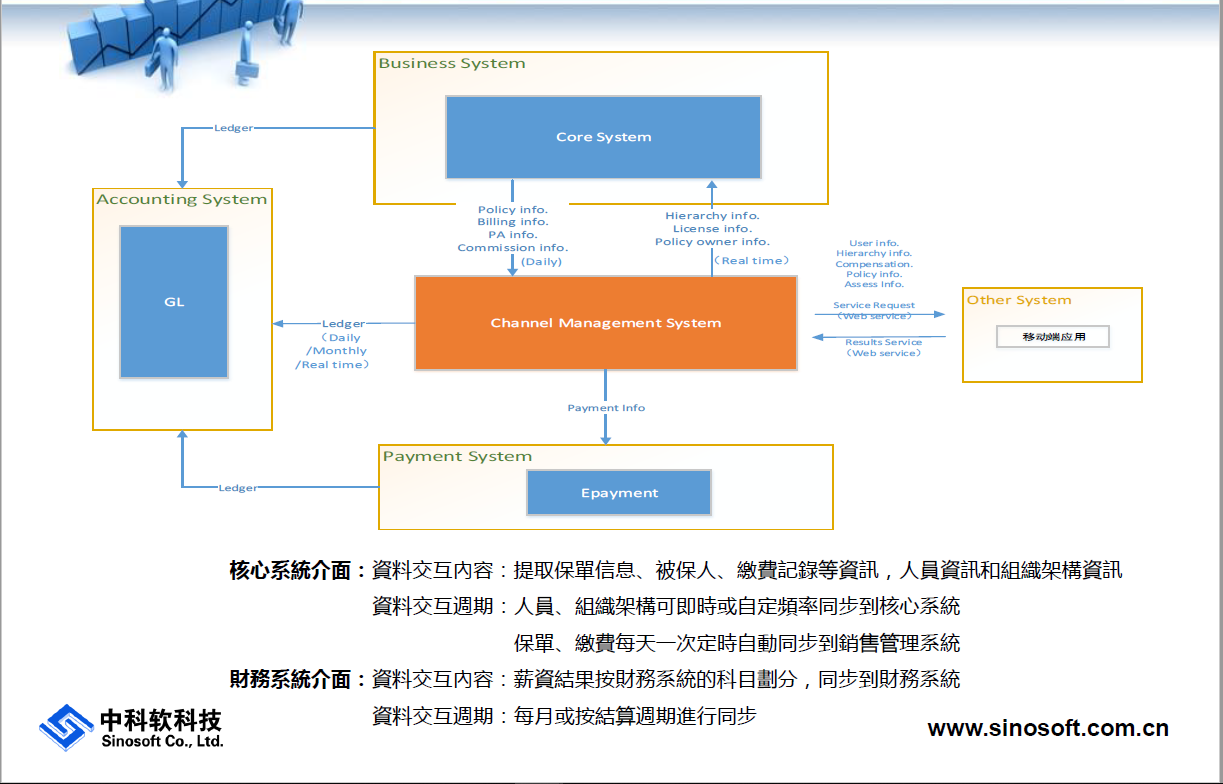 Business System
Core System
Ledger
Accounting System
GL
Policy info.
Billing info.
PA info.
Commission info.
(Daily)
Hierarchy info.
License info.
Policy owner info.
(Real time)
User info.
Hierarchy info.
Compensation.
Policy info.
Assess Info.
Service Request
(Web service)
Results Service
(Web service)
Other System
移动端应用
Channel Management System
Ledger
(Daily
/Monthly
/Real time)
Payment Info
Payment System
Epayment
Ledger
核心系統介面：資料交互內容：提取保單信息、被保人、繳費記錄等資訊，人員資訊和組織架構資訊
資料交互週期：人員、組織架構可即時或自定頻率同步到核心系統
保單、繳費每天一次定時自動同步到銷售管理系統
財務系統介面：資料交互內容：薪資結果按財務系統的科目劃分，同步到財務系統
資料交互週期：每月或按結算週期進行同步
中科软科技
Sinosoft Co., Ltd.
www.sinosoft.com.cn